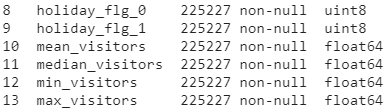 8 holiday_flg_0 225227 non-null uint8
9 holiday_flg_1 225227 non-null uint8
10 mean_visitors 225227 non-null float64
11 median_visitors 225227 non-null float64
12 min_visitors 225227 non-null float64
13 max_visitors 225227 non-null float64